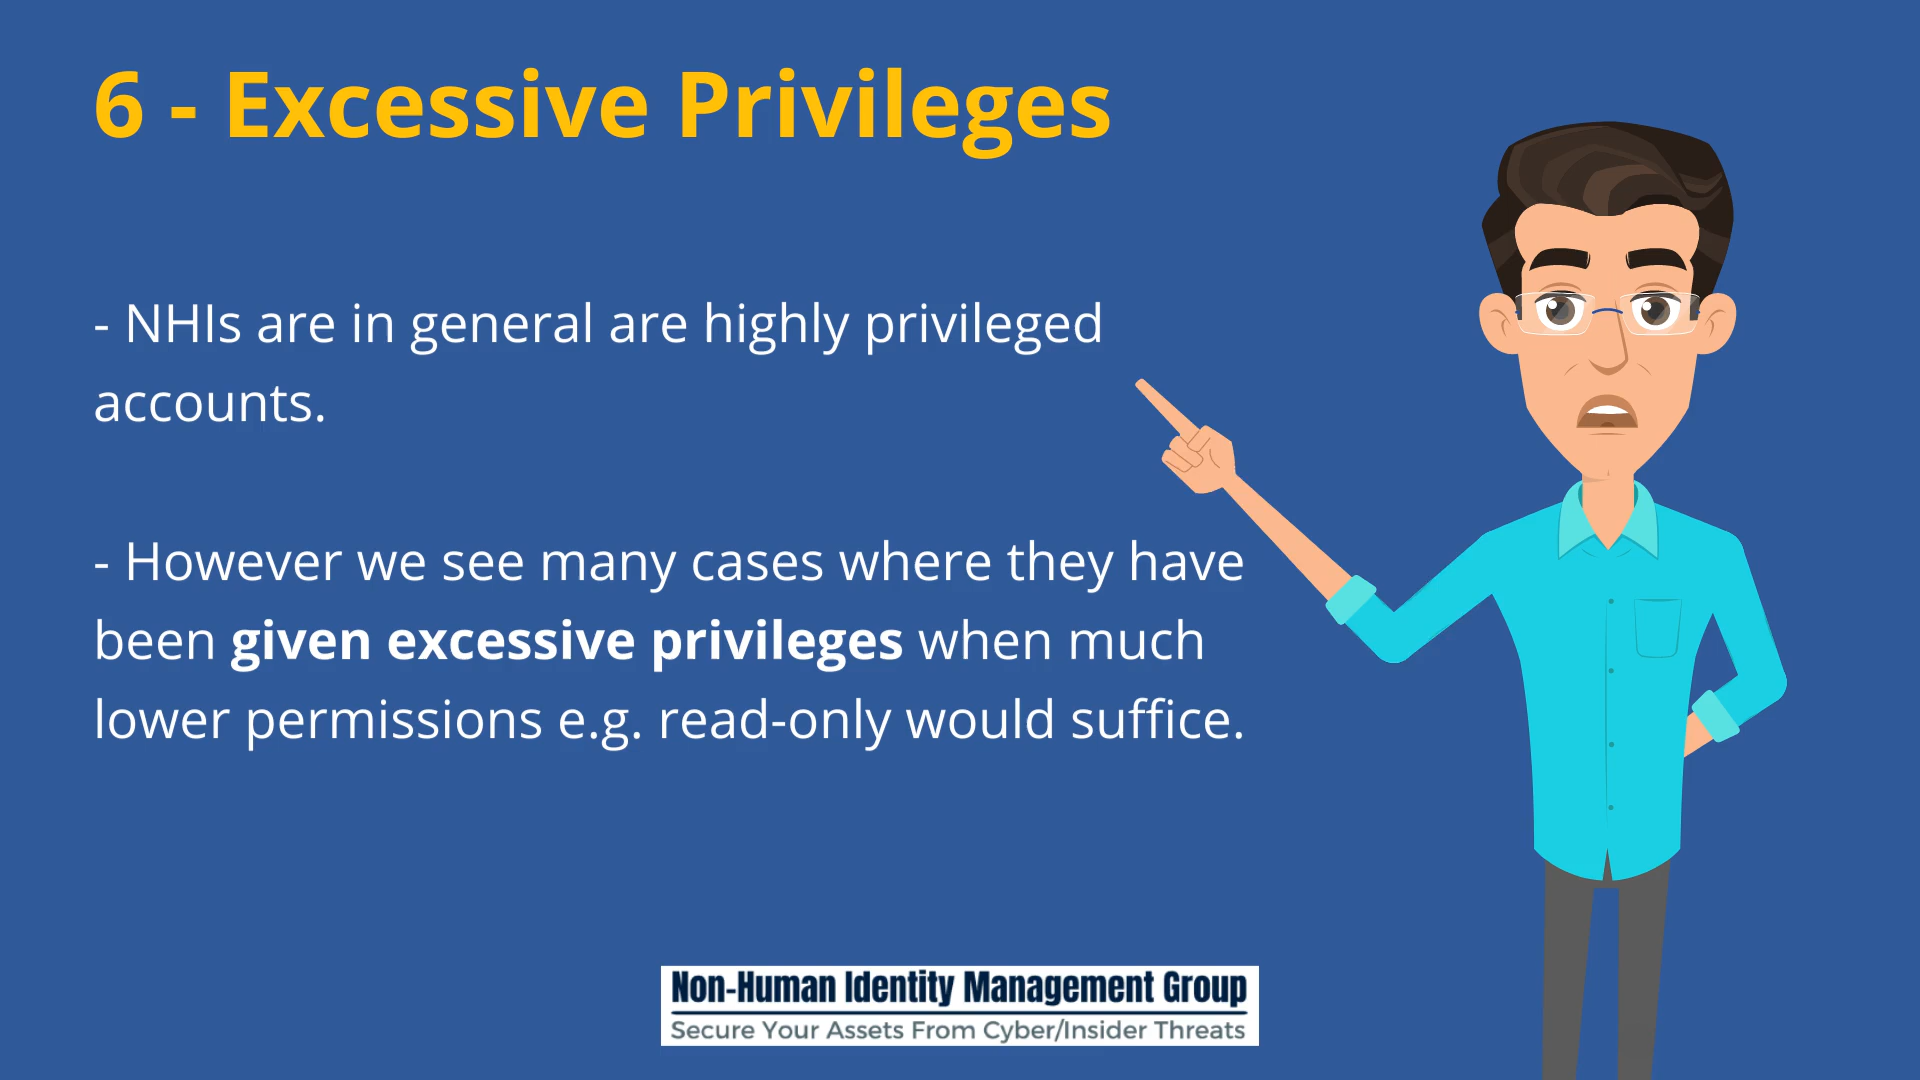 6 - Excessive Privileges
- NHIs are in general are highly privileged
accounts.
- However we see many cases where they have
been given excessive privileges when much
lower permissions e.g. read-only would suffice.
Non-Human Identity Management Group
Secure Your Assets From Cyber/Insider Threats